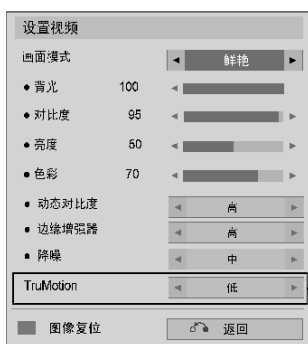 设置视频
画面模式 鲜艳
背光 100
对比度 95
亮度 50
色彩 70
动态对比度 高
边缘增强器 高
降噪 中
TruMotion 低
图像复位 返回